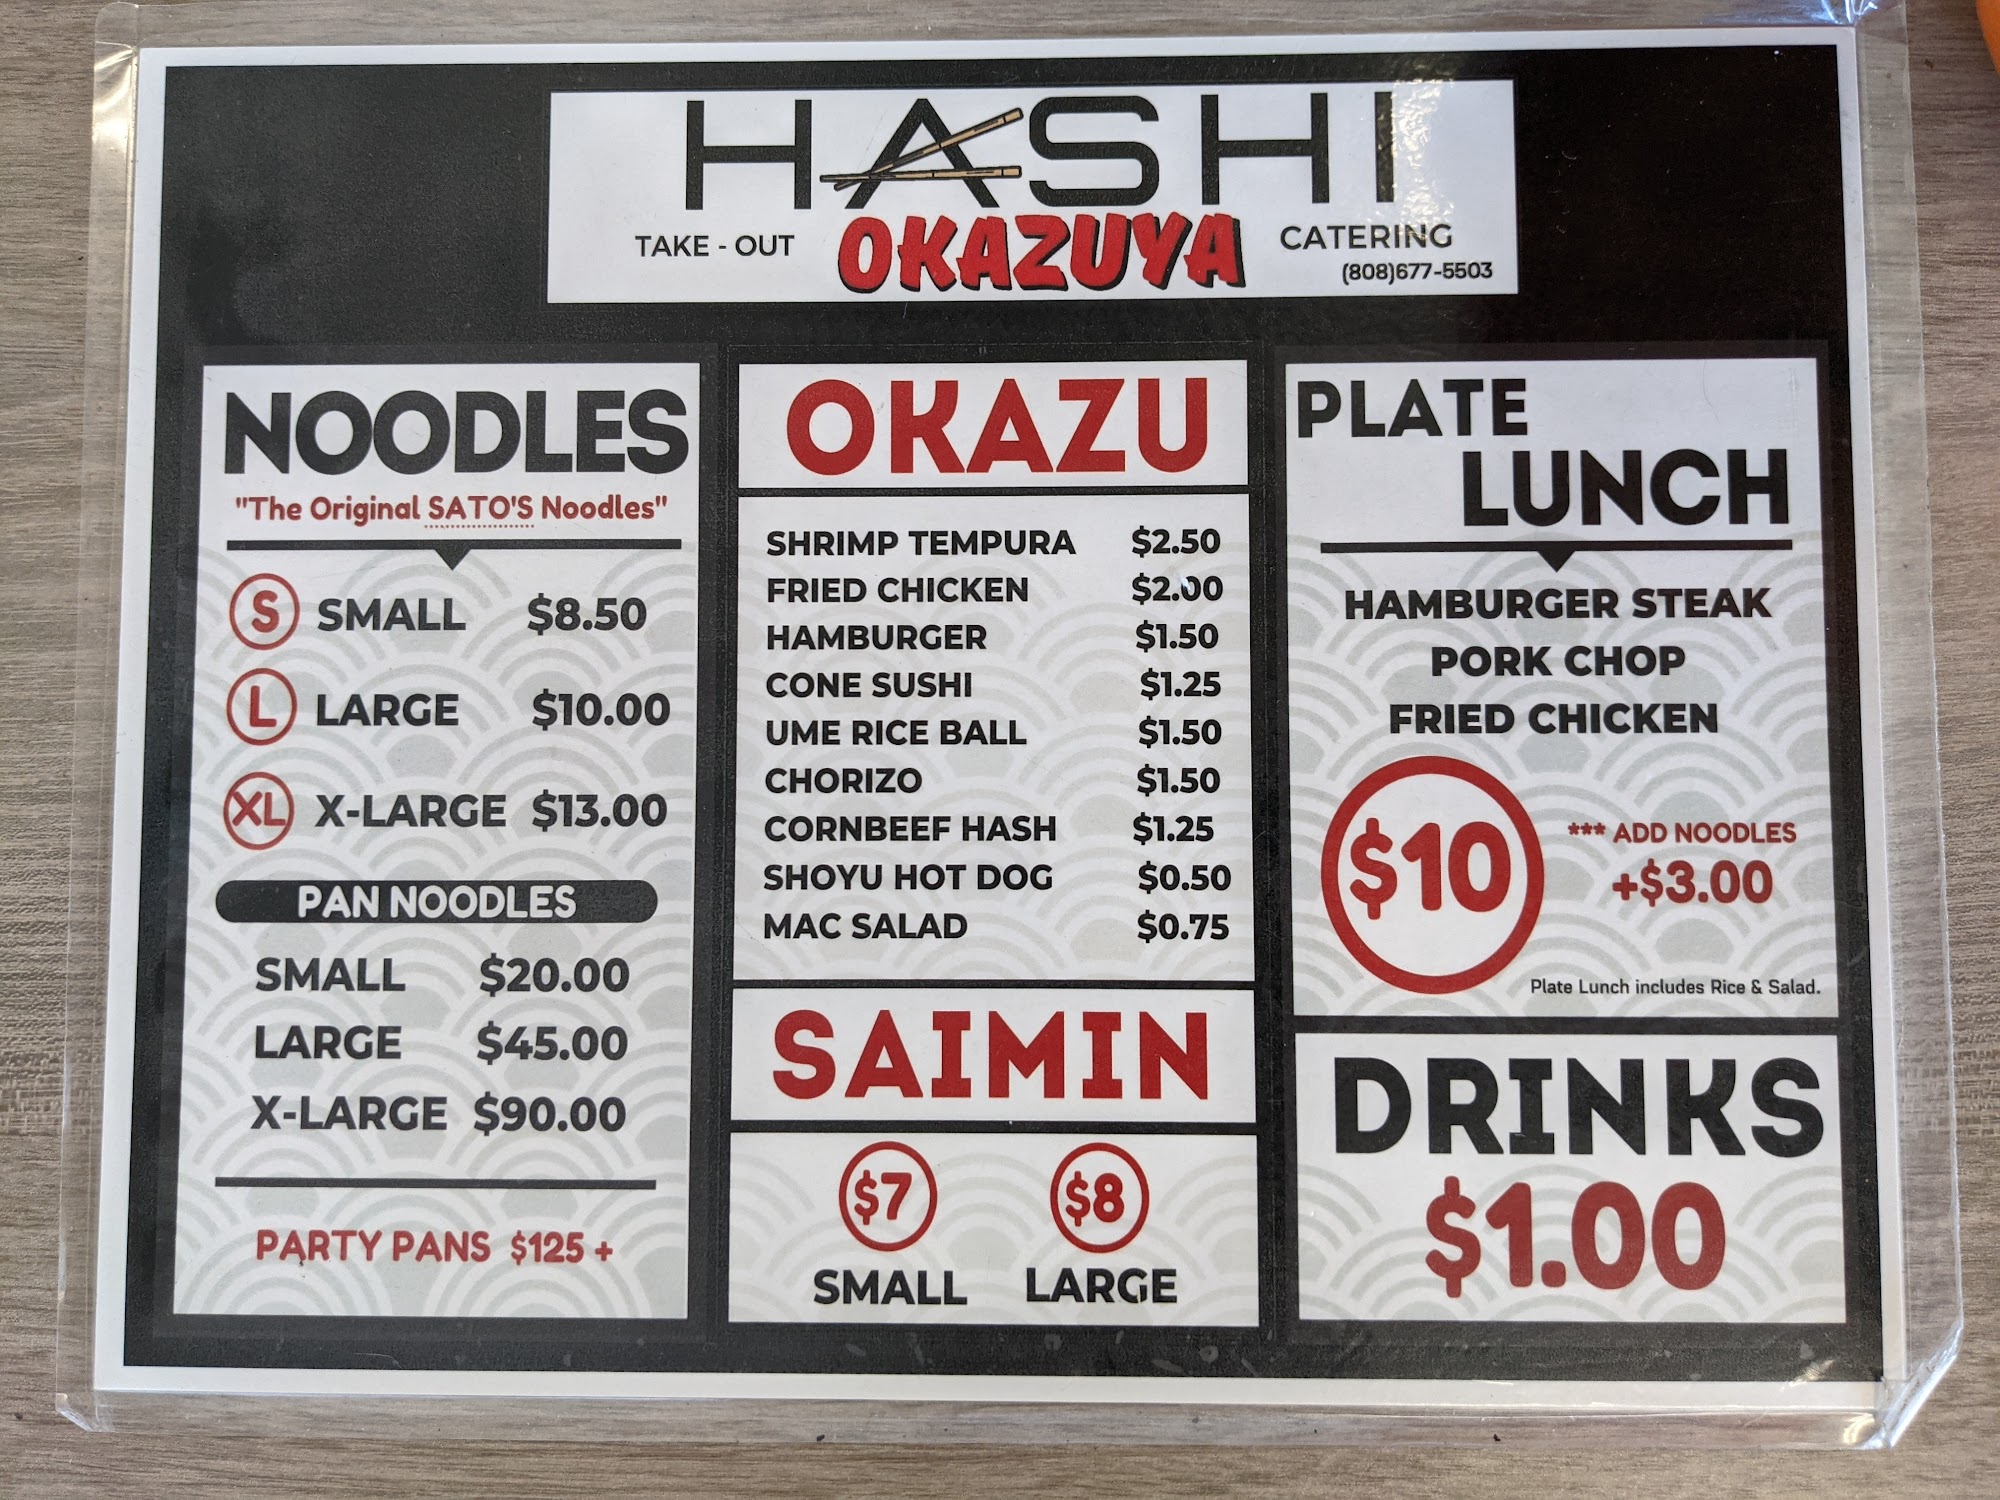 HASHI
TAKE - OUT OKAZUYA CATERING
(808)677-5503
NOODLES
"The Original SATO'S Noodles"
S SMALL $8.50
L LARGE $10.00
XL X-LARGE $13.00
PAN NOODLES
SMALL $20.00
LARGE $45.00
X-LARGE $90.00
PARTY PANS $125 +
OKAZU
SHRIMP TEMPURA $2.50
FRIED CHICKEN $2.00
HAMBURGER $1.50
CONE SUSHI $1.25
UME RICE BALL $1.50
CHORIZO $1.50
CORNBEEF HASH $1.25
SHOYU HOT DOG $0.50
MAC SALAD $0.75
SAIMIN
$7 $8
SMALL LARGE
PLATE
LUNCH
HAMBURGER STEAK
PORK CHOP
FRIED CHICKEN
$10
*** ADD NOODLES
+$3.00
Plate Lunch includes Rice & Salad.
DRINKS
$1.00